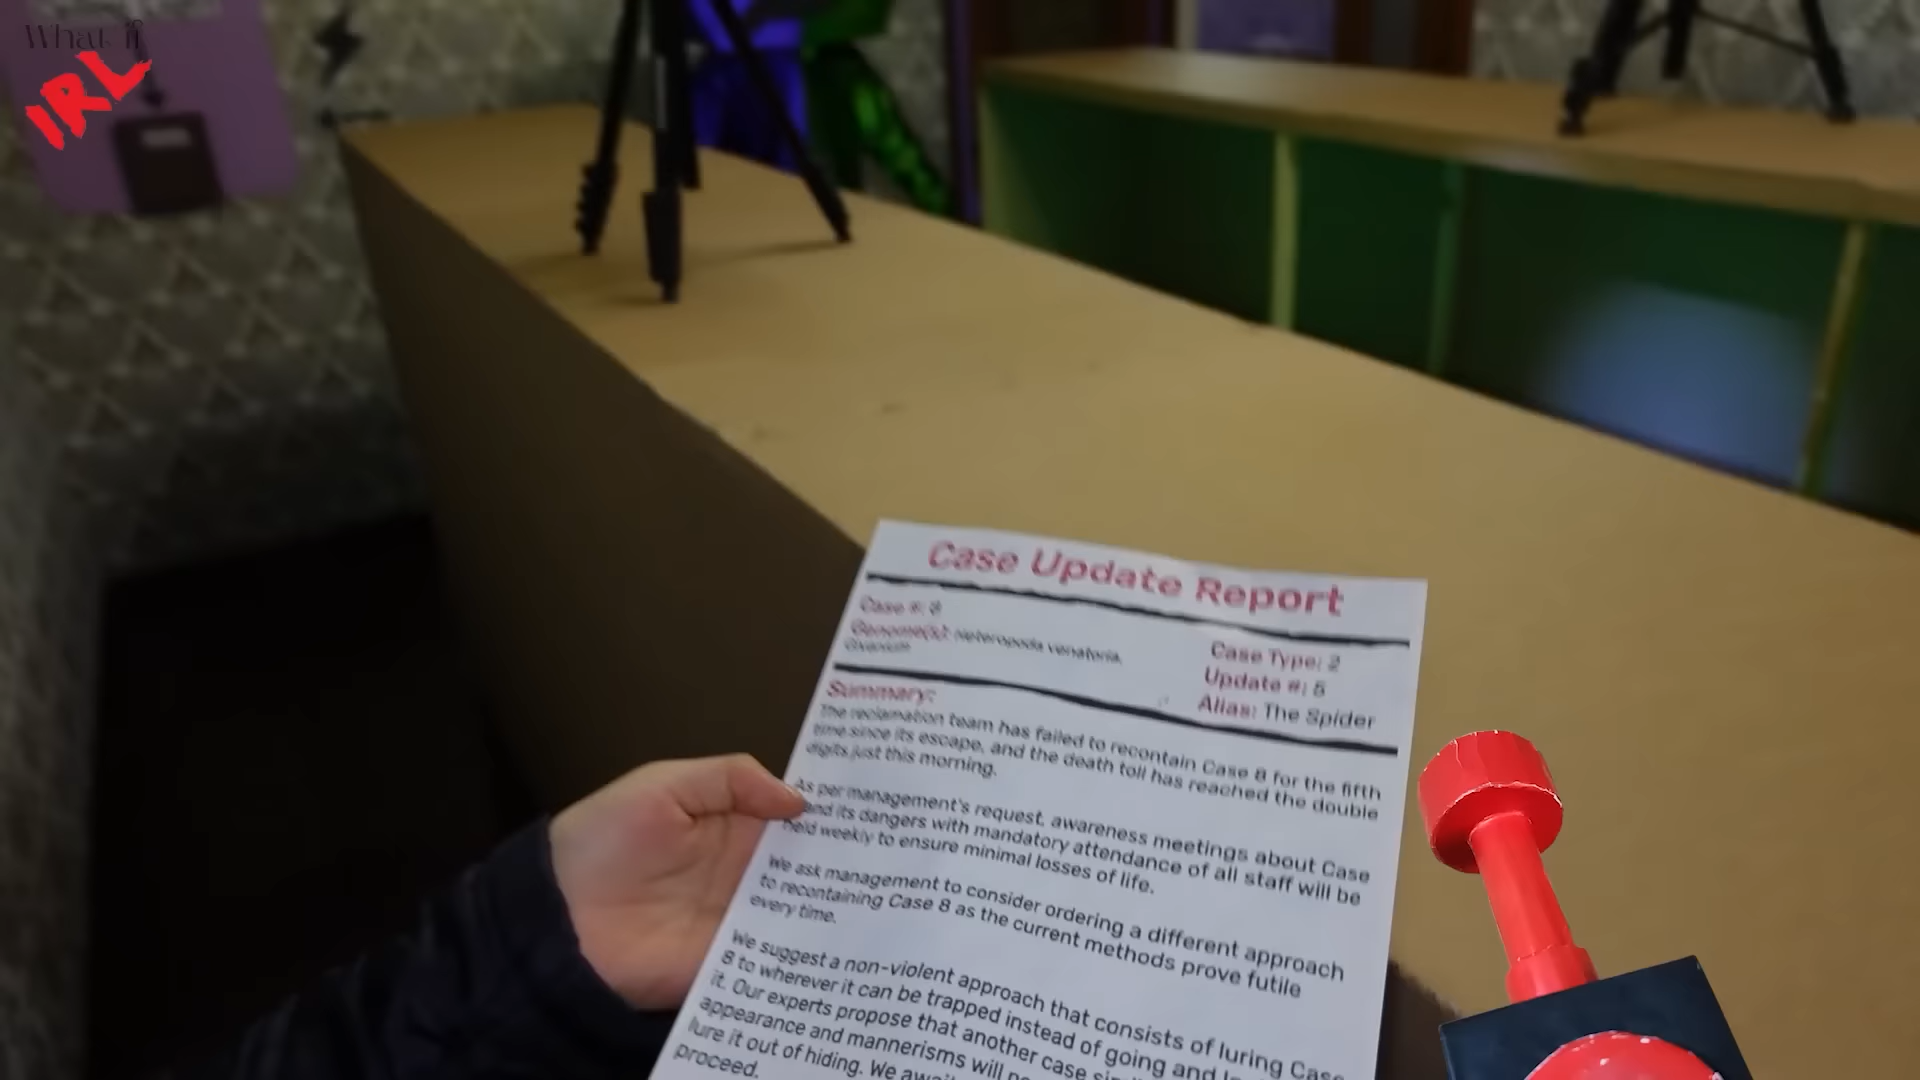 What if
IRL
Case Update Report
Case #: 8
Genome(s): Heteropoda venatoria,
Case Type: 2
Update #: 5
Alias: The Spider
Summary:
The reclamation team has failed to recontain Case 8 for the fifth
time since its escape, and the death toll has reached the double
digits just this morning.
As per management's request, awareness meetings about Case
and its dangers with mandatory attendance of all staff will be
held weekly to ensure minimal losses of life.
We ask management to consider ordering a different approach
to recontaining Case 8 as the current methods prove futile
every time.
We suggest a non-violent approach that consists of luring Case
8 to wherever it can be trapped instead of going and
it. Our experts propose that another case
appearance and mannerisms will
lure it out of hiding. We
proceed.